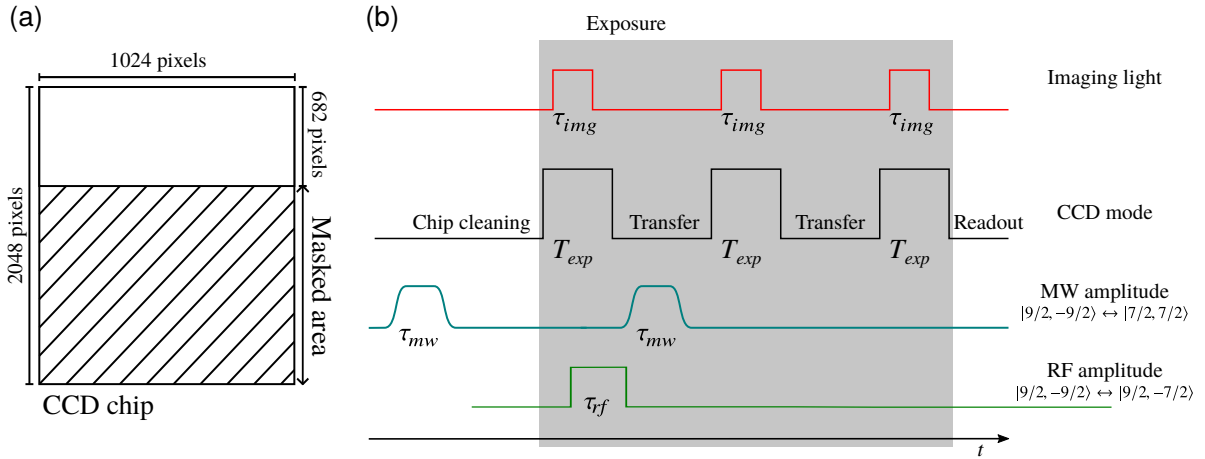 (a)
1024 pixels
682 pixels
2048 pixels
Masked area
CCD chip
(b)
Exposure
Imaging light
τ_img
τ_img
τ_img
Chip cleaning
Transfer
Transfer
Readout
CCD mode
T_exp
T_exp
T_exp
MW amplitude
|9/2, −9/2⟩ ↔ |7/2, 7/2⟩
τ_mw
τ_mw
RF amplitude
|9/2, −9/2⟩ ↔ |9/2, −7/2⟩
τ_rf
t